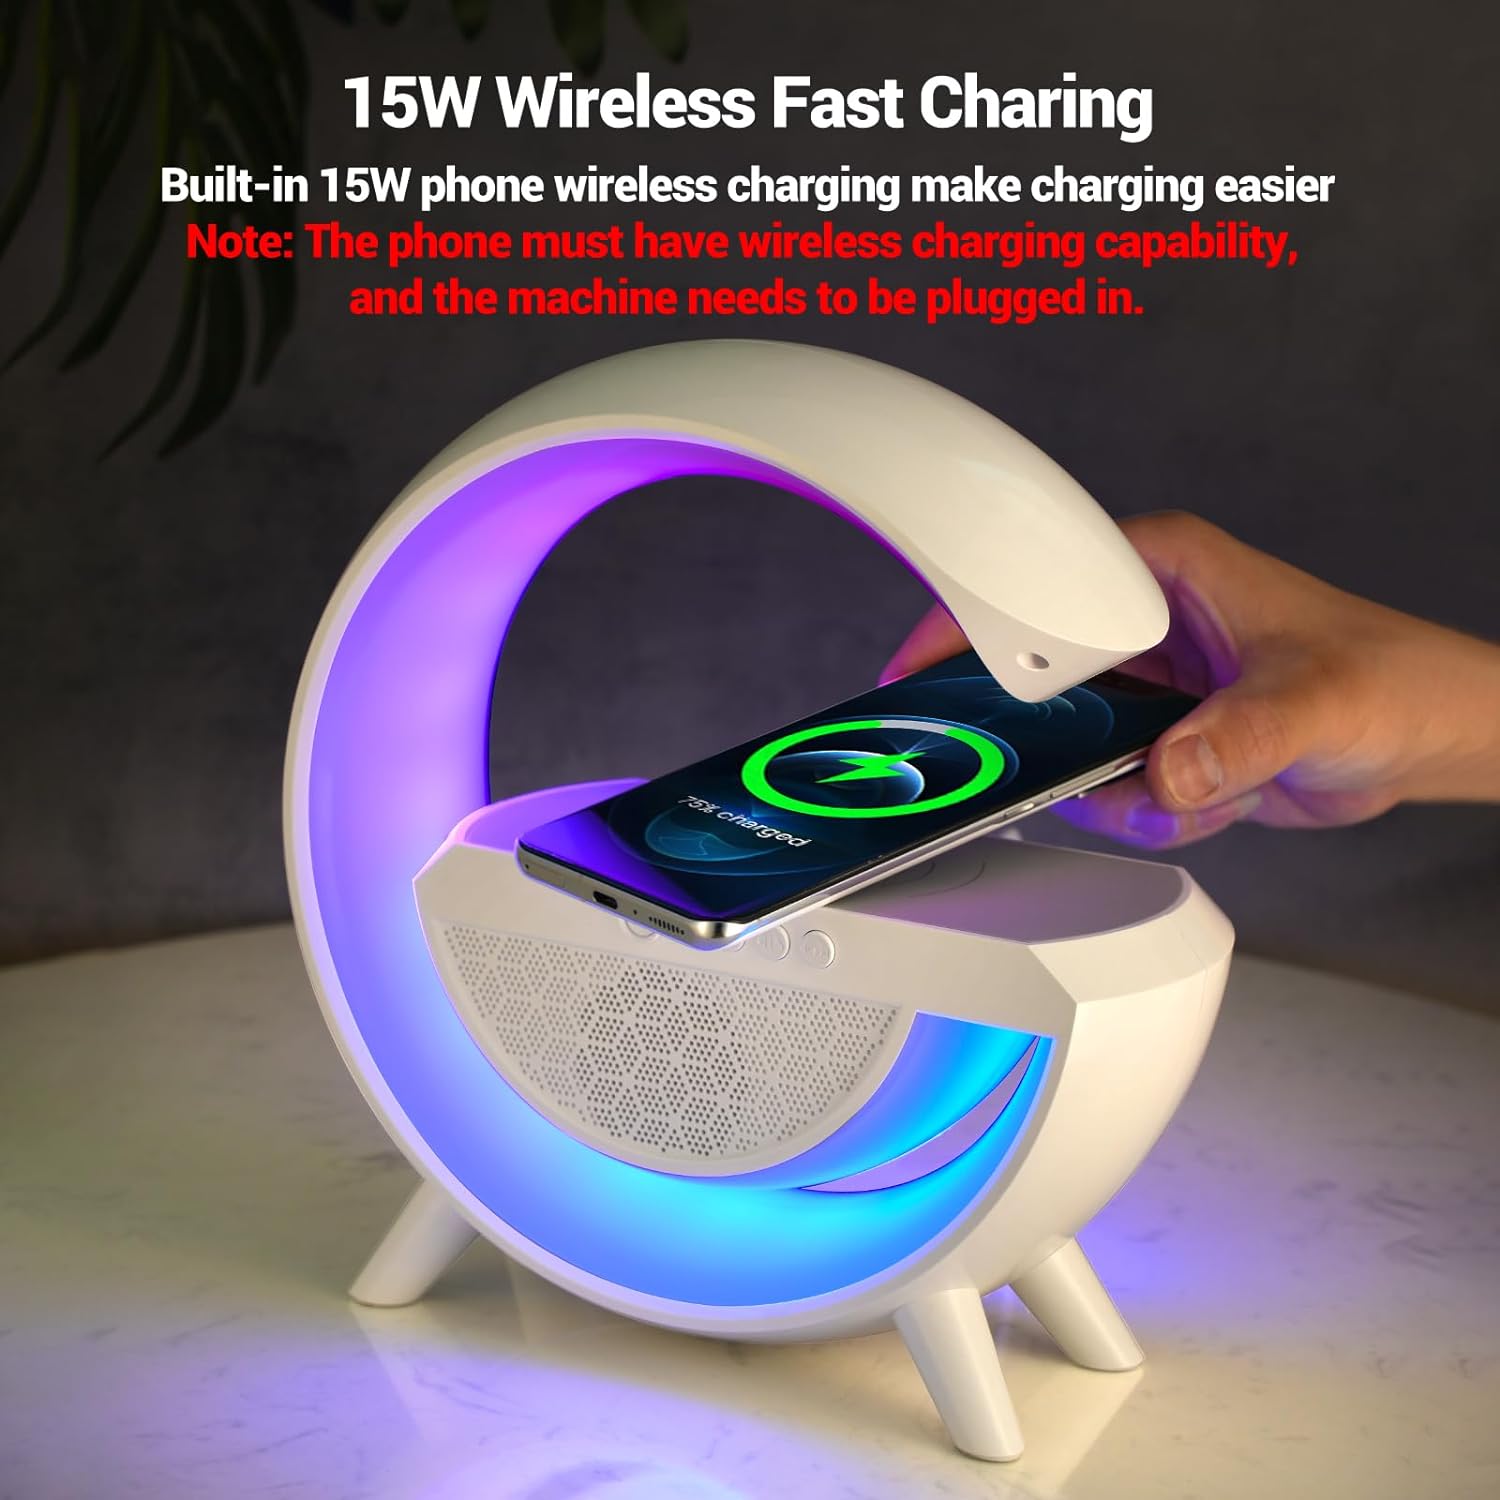 15W Wireless Fast Charing
Built-in 15W phone wireless charging make charging easier
Note: The phone must have wireless charging capability,
and the machine needs to be plugged in.
75% charged